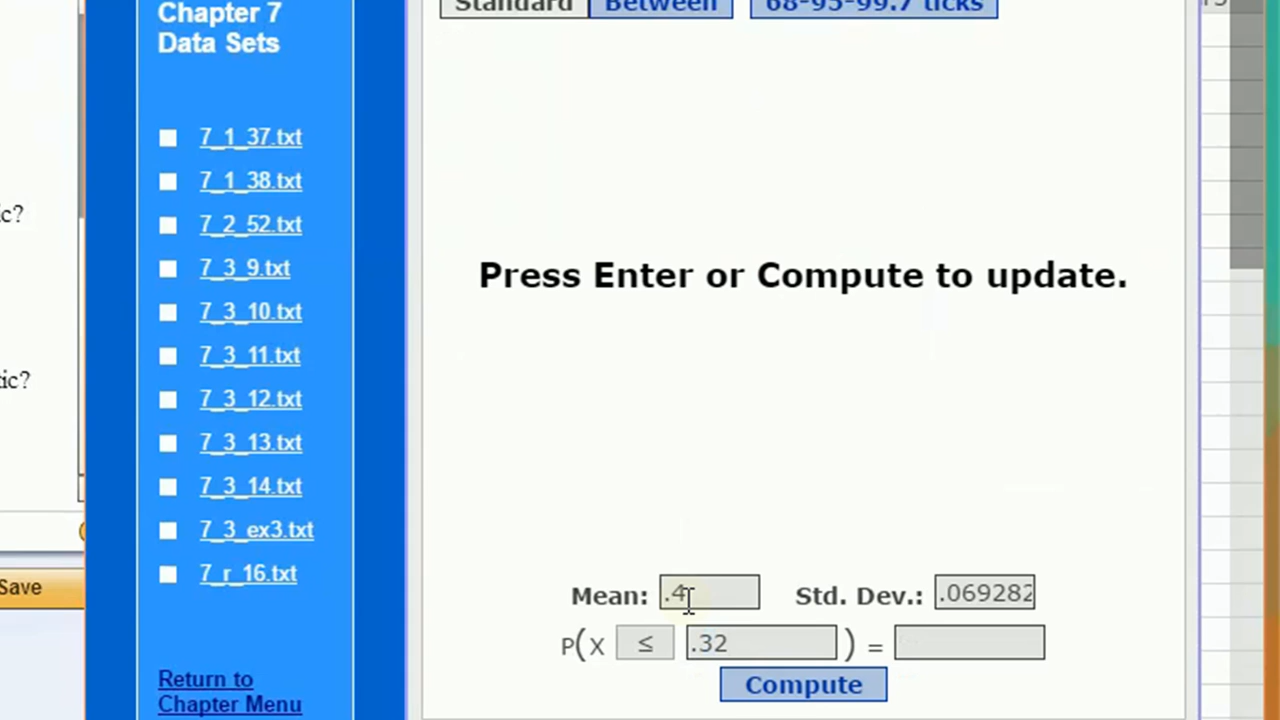 Chapter 7
Data Sets
7_1_37.txt
7_1_38.txt
7_2_52.txt
7_3_9.txt
7_3_10.txt
7_3_11.txt
7_3_12.txt
7_3_13.txt
7_3_14.txt
7_3_ex3.txt
7_r_16.txt
Return to
Chapter Menu
Standard Between 68-95-99.7 ticks
Press Enter or Compute to update.
Mean: .4 Std. Dev.: .069282
P(X ≤ .32 ) =
Compute
ic?
tic?
Save